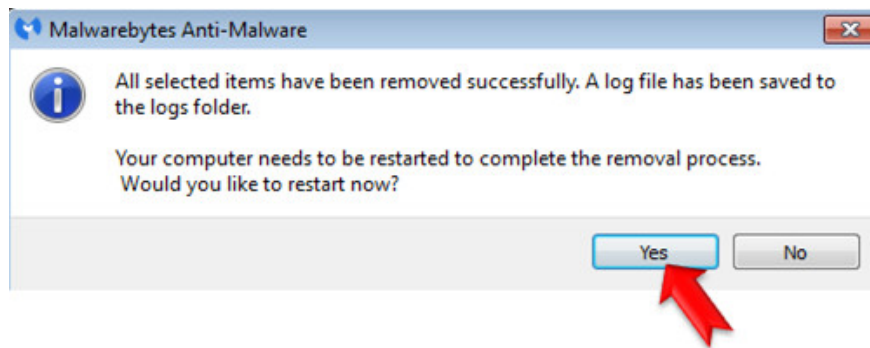 Malwarebytes Anti-Malware
All selected items have been removed successfully. A log file has been saved to
the logs folder.
Your computer needs to be restarted to complete the removal process.
Would you like to restart now?
Yes
No